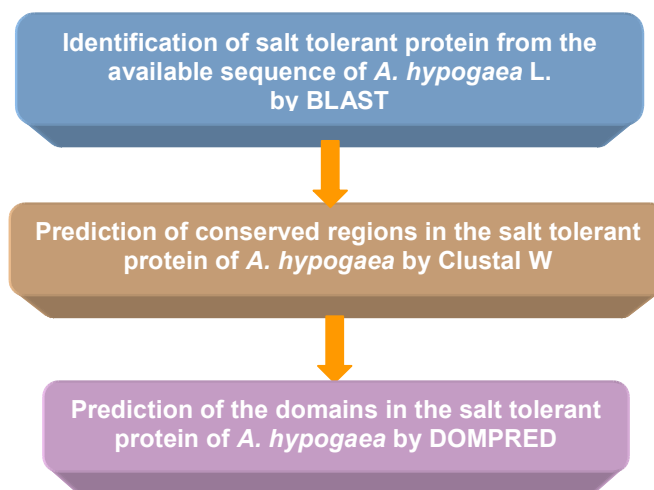 Identification of salt tolerant protein from the
available sequence of A. hypogaea L.
by BLAST
Prediction of conserved regions in the salt tolerant
protein of A. hypogaea by Clustal W
Prediction of the domains in the salt tolerant
protein of A. hypogaea by DOMPRED